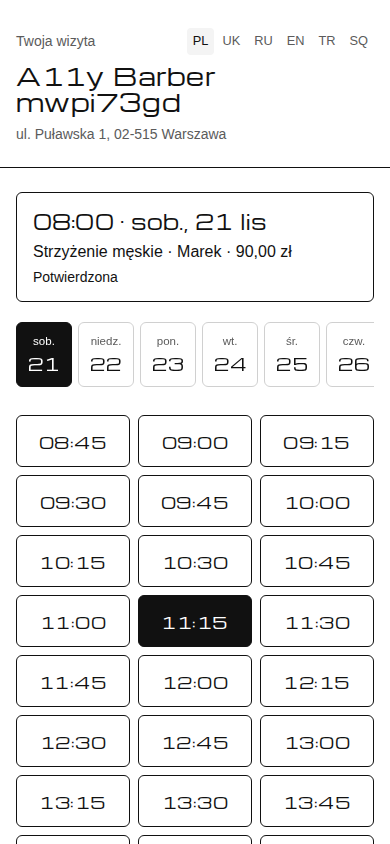 Twoja wizyta
PL UK RU EN TR SQ
A11y Barber
mwpi73gd
ul. Puławska 1, 02-515 Warszawa
08:00 · sob., 21 lis
Strzyżenie męskie · Marek · 90,00 zł
Potwierdzona
sob. niedz. pon. wt. śr. czw.
21 22 23 24 25 26
08:45 09:00 09:15
09:30 09:45 10:00
10:15 10:30 10:45
11:00 11:15 11:30
11:45 12:00 12:15
12:30 12:45 13:00
13:15 13:30 13:45